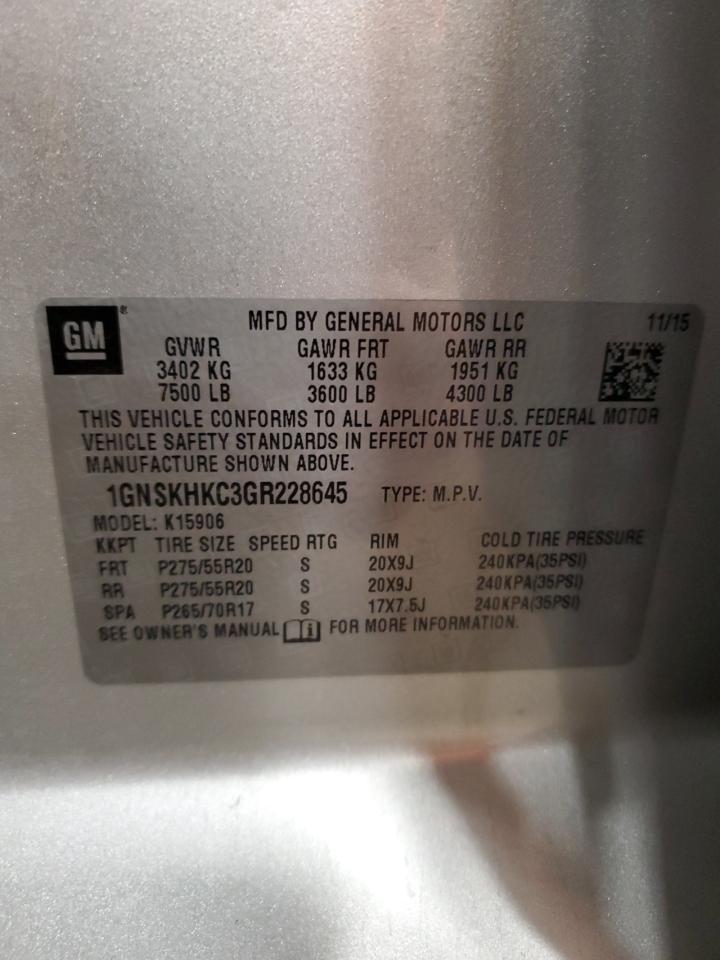 GM ® MFD BY GENERAL MOTORS LLC 11/15
GVWR GAWR FRT GAWR RR
3402 KG 1633 KG 1951 KG
7500 LB 3600 LB 4300 LB
THIS VEHICLE CONFORMS TO ALL APPLICABLE U.S. FEDERAL MOTOR
VEHICLE SAFETY STANDARDS IN EFFECT ON THE DATE OF
MANUFACTURE SHOWN ABOVE.
1GNSKHKC3GR228645 TYPE: M.P.V.
MODEL: K15906
KKPT TIRE SIZE SPEED RTG RIM COLD TIRE PRESSURE
FRT P275/55R20 S 20X9J 240KPA(35PSI)
RR P275/55R20 S 20X9J 240KPA(35PSI)
SPA P265/70R17 S 17X7.5J 240KPA(35PSI)
SEE OWNER'S MANUAL i FOR MORE INFORMATION.